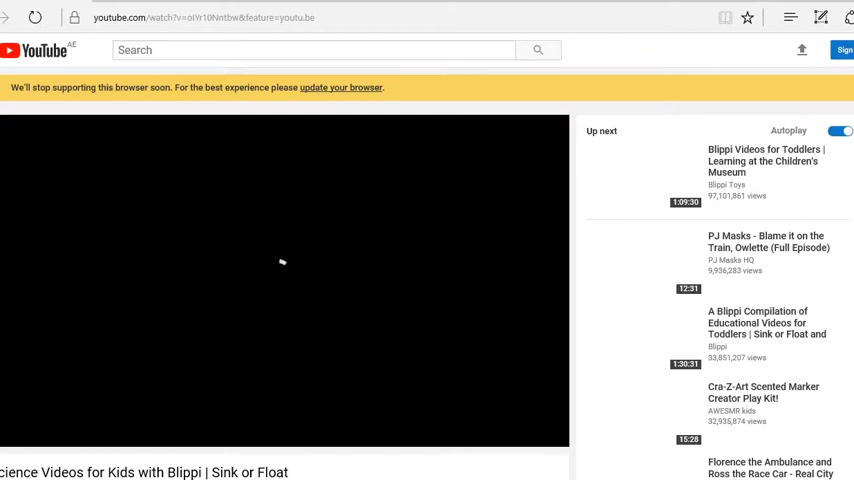 youtube.com/watch?v=oIYr10Nntbw&feature=youtu.be
YouTube AE
Search
Sign
We'll stop supporting this browser soon. For the best experience please update your browser.
Up next
Autoplay
Blippi Videos for Toddlers |
Learning at the Children's
Museum
Blippi Toys
97,101,861 views
1:09:30
PJ Masks - Blame it on the
Train, Owlette (Full Episode)
PJ Masks HQ
9,936,283 views
12:31
A Blippi Compilation of
Educational Videos for
Toddlers | Sink or Float and
Blippi
33,851,207 views
1:30:31
Cra-Z-Art Scented Marker
Creator Play Kit!
AWESMR kids
32,935,874 views
15:28
Florence the Ambulance and
Ross the Race Car - Real City
cience Videos for Kids with Blippi | Sink or Float